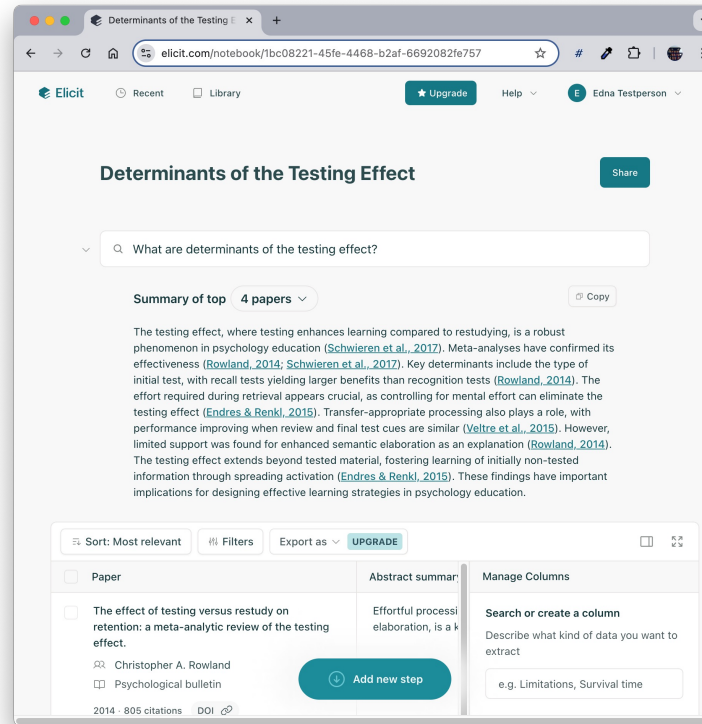 Determinants of the Testing E
elicit.com/notebook/1bc08221-45fe-4468-b2af-6692082fe757
Elicit
Recent
Library
Upgrade
Help
E
Edna Testperson
Determinants of the Testing Effect
Share
What are determinants of the testing effect?
Summary of top
4 papers
Copy
The testing effect, where testing enhances learning compared to restudying, is a robust
phenomenon in psychology education (Schwieren et al., 2017). Meta-analyses have confirmed its
effectiveness (Rowland, 2014; Schwieren et al., 2017). Key determinants include the type of
initial test, with recall tests yielding larger benefits than recognition tests (Rowland, 2014). The
effort required during retrieval appears crucial, as controlling for mental effort can eliminate the
testing effect (Endres & Renkl, 2015). Transfer-appropriate processing also plays a role, with
performance improving when review and final test cues are similar (Veltre et al., 2015). However,
limited support was found for enhanced semantic elaboration as an explanation (Rowland, 2014).
The testing effect extends beyond tested material, fostering learning of initially non-tested
information through spreading activation (Endres & Renkl, 2015). These findings have important
implications for designing effective learning strategies in psychology education.
Sort: Most relevant
Filters
Export as
UPGRADE
Paper
Abstract summary
Manage Columns
The effect of testing versus restudy on
retention: a meta-analytic review of the testing
effect.
Christopher A. Rowland
Psychological bulletin
2014 · 805 citations DOI
Effortful processi
elaboration, is a k
Search or create a column
Describe what kind of data you want to
extract
e.g. Limitations, Survival time
Add new step